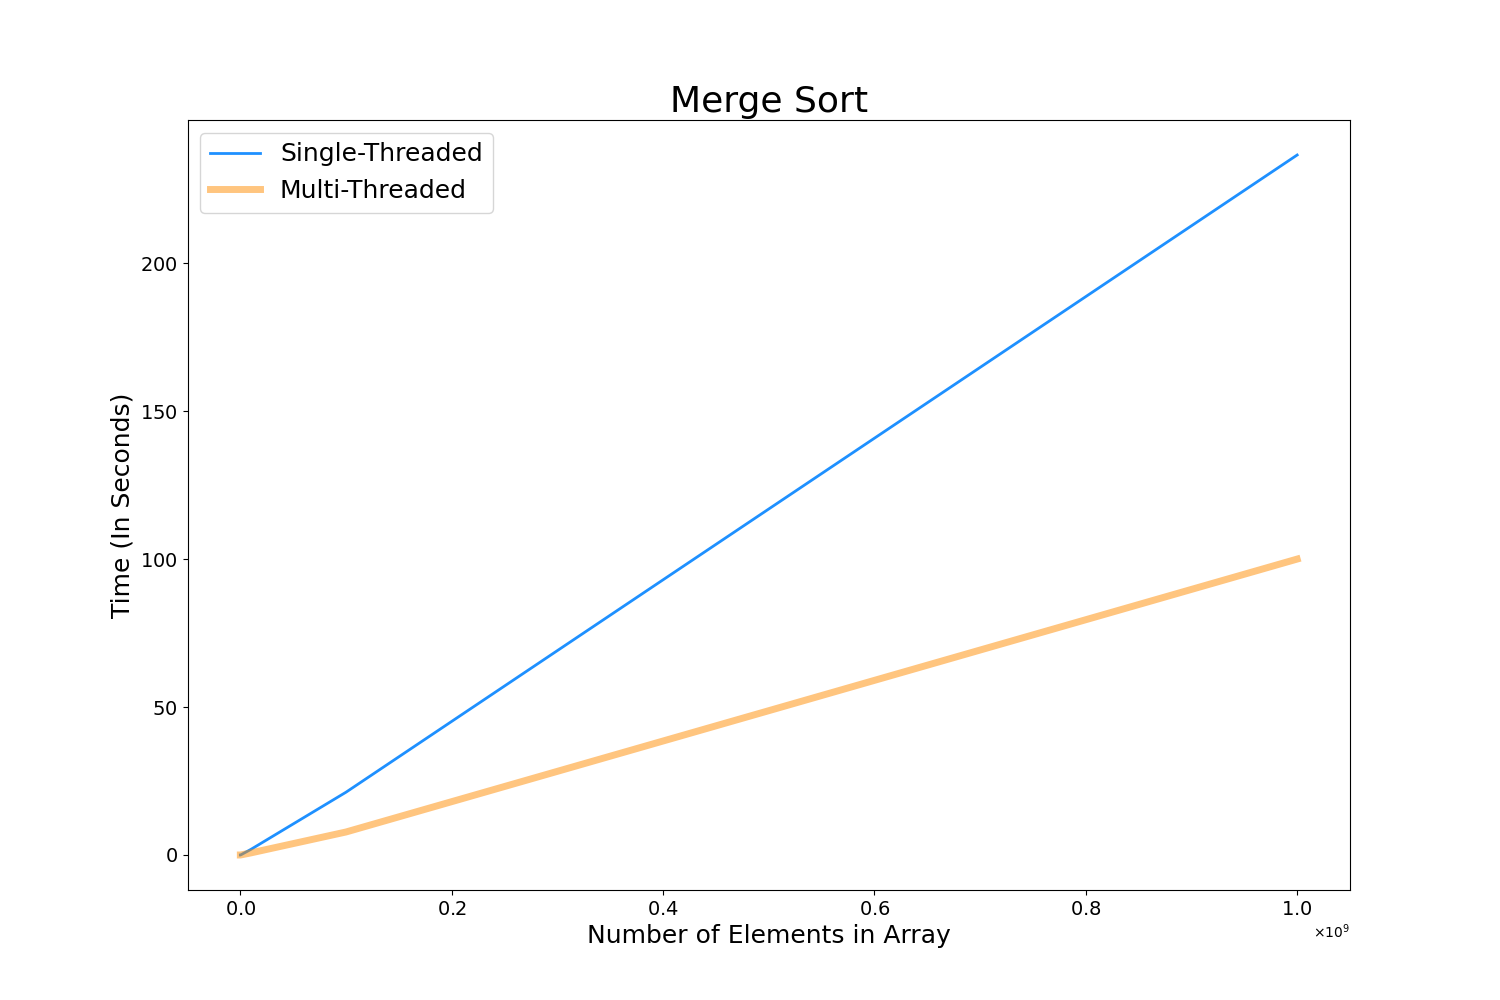 Merge Sort
Single-Threaded
Multi-Threaded
Time (In Seconds)
200
150
100
50
0
0.0 0.2 0.4 0.6 0.8 1.0
×10⁹
Number of Elements in Array